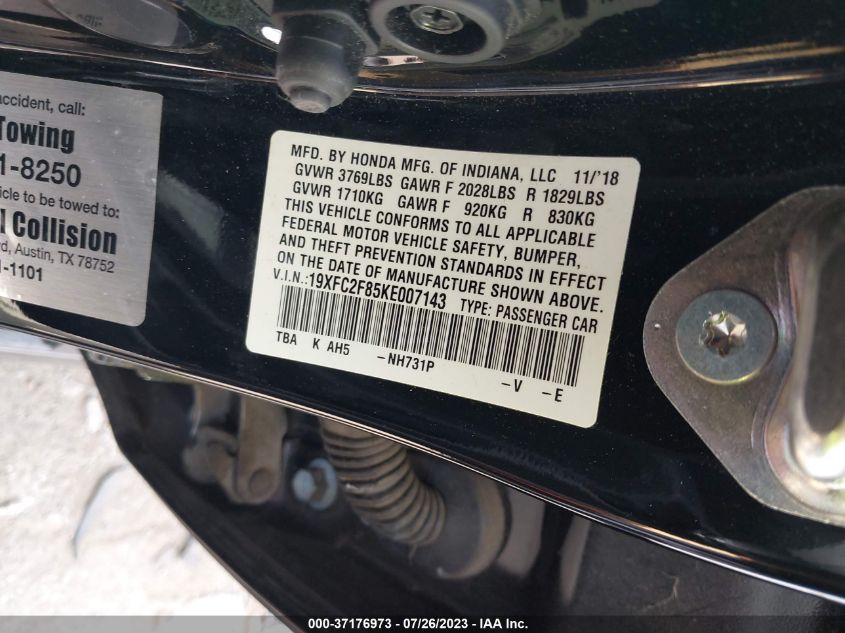 accident, call:
Towing
1-8250
icle to be towed to:
l Collision
rd, Austin, TX 78752
1-1101
MFD. BY HONDA MFG. OF INDIANA, LLC 11/'18
GVWR 3769LBS GAWR F 2028LBS R 1829LBS
GVWR 1710KG GAWR F 920KG R 830KG
THIS VEHICLE CONFORMS TO ALL APPLICABLE
FEDERAL MOTOR VEHICLE SAFETY, BUMPER,
AND THEFT PREVENTION STANDARDS IN EFFECT
ON THE DATE OF MANUFACTURE SHOWN ABOVE.
V.I.N.:19XFC2F85KE007143 TYPE: PASSENGER CAR
TBA K AH5 -NH731P -V -E
000-37176973 / 07/26/2023 / IAA Inc.